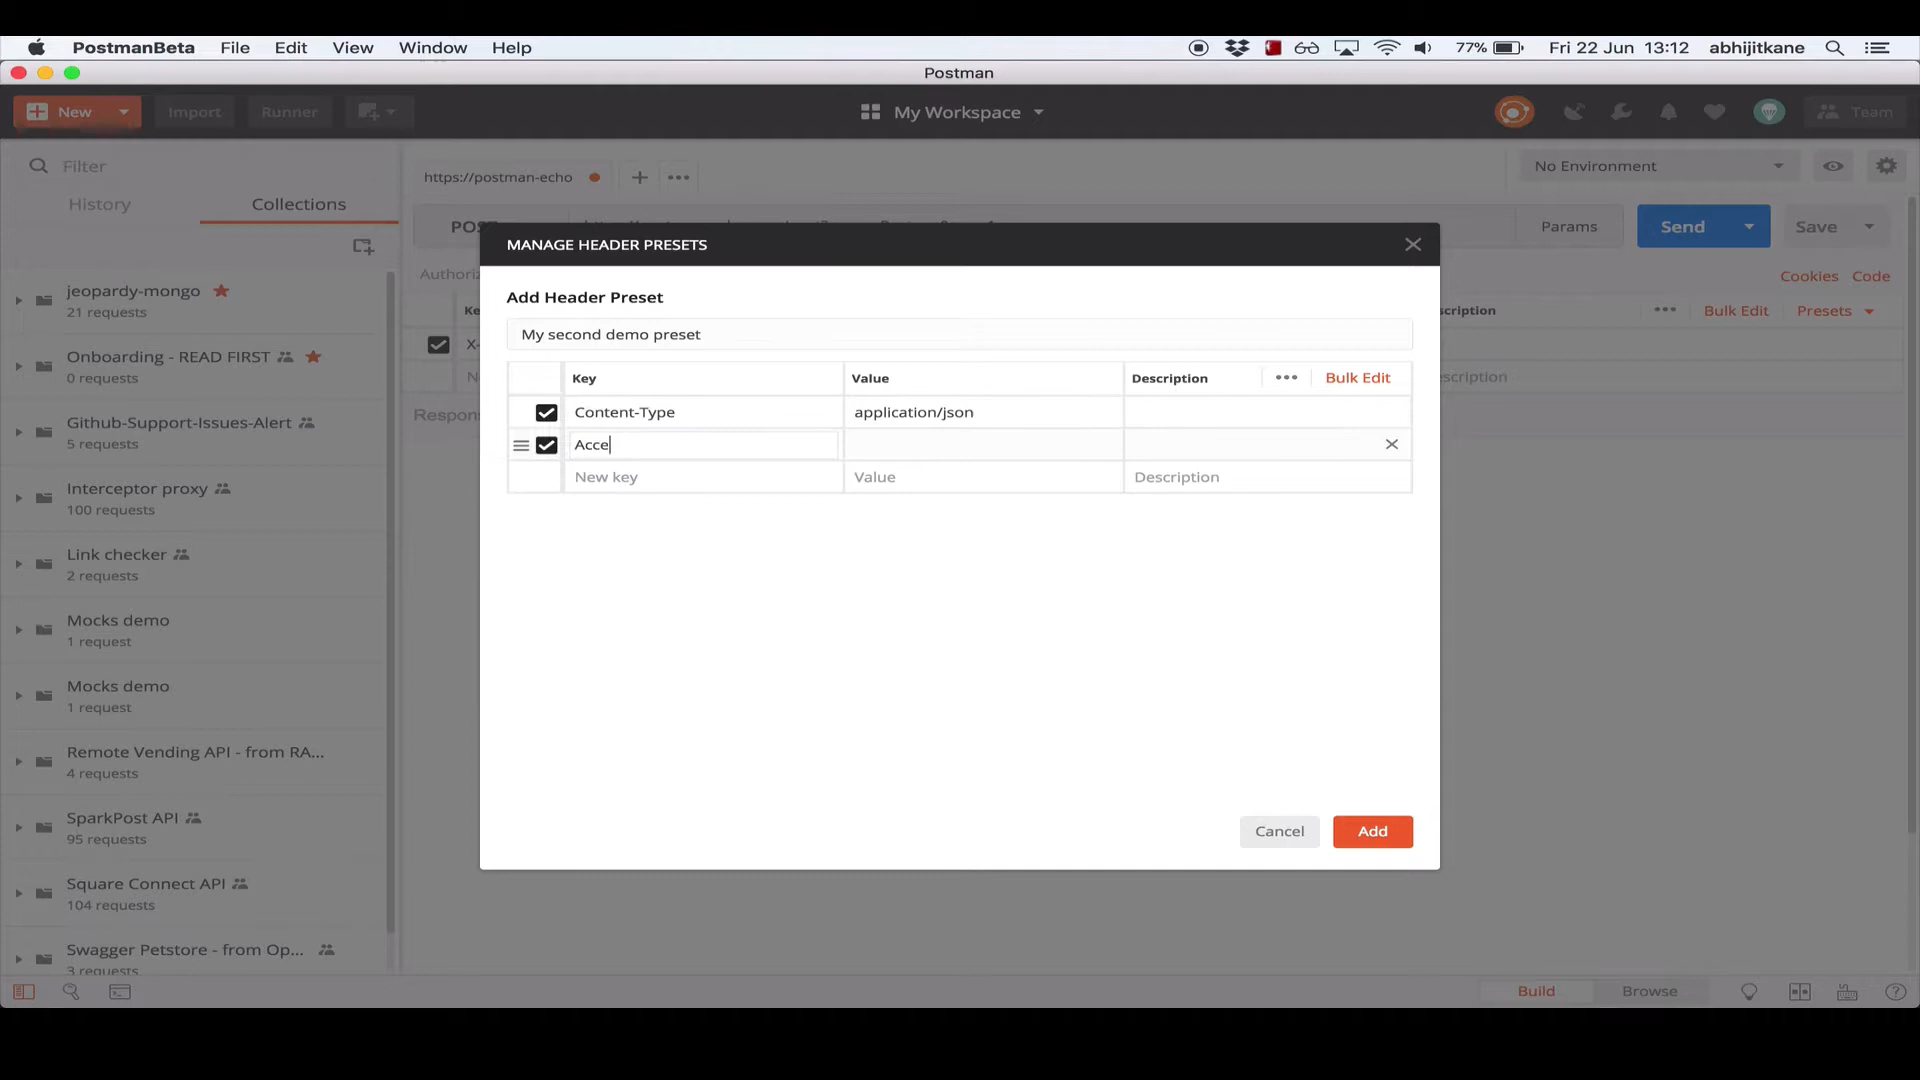 PostmanBeta File Edit View Window Help 77% Fri 22 Jun 13:12 abhijitkane
Postman
New Import Runner My Workspace Team
Filter
https://postman-echo No Environment
History Collections
POS Params Send Save
MANAGE HEADER PRESETS
Authoriz Cookies Code
jeopardy-mongo
21 requests
Add Header Preset
Ke scription Bulk Edit Presets
My second demo preset
X-
Onboarding - READ FIRST
0 requests
Key Value Description Bulk Edit
N scription
Content-Type application/json
Respon
Github-Support-Issues-Alert
5 requests
Acce
New key Value Description
Interceptor proxy
100 requests
Link checker
2 requests
Mocks demo
1 request
Mocks demo
1 request
Remote Vending API - from RA...
4 requests
SparkPost API
95 requests
Cancel Add
Square Connect API
104 requests
Swagger Petstore - from Op...
3 requests
Build Browse